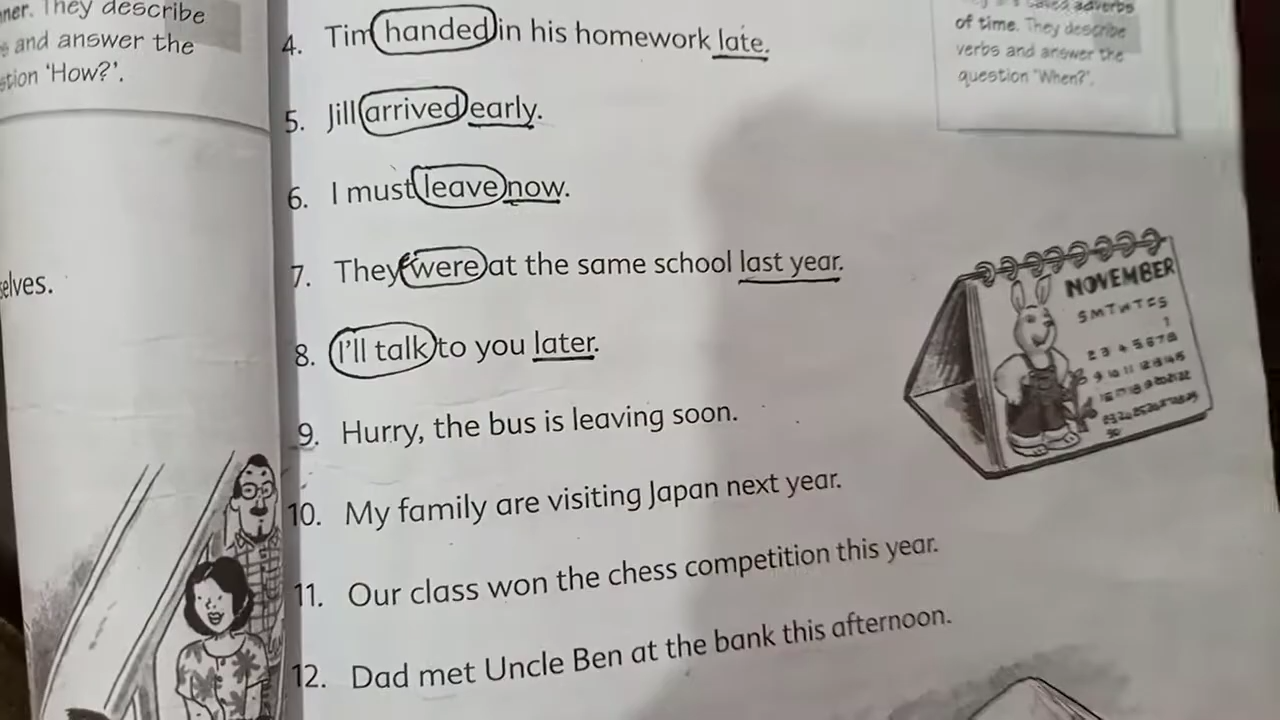 They describe
and answer the
'How?'.
elves.
4. Tim handed in his homework late.
5. Jill arrived early.
6. I must leave now.
7. They were at the same school last year.
8. I'll talk to you later.
9. Hurry, the bus is leaving soon.
10. My family are visiting Japan next year.
11. Our class won the chess competition this year.
12. Dad met Uncle Ben at the bank this afternoon.
adverbs
of time. They describe
verbs and answer the
question 'When?'.
NOVEMBER
S M T W T F S